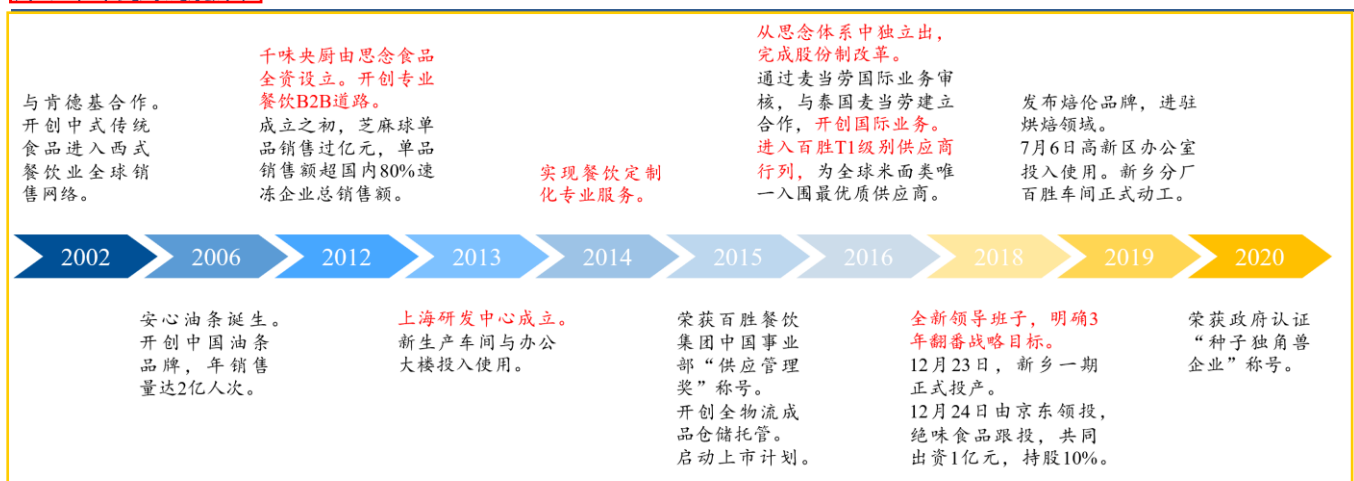 与肯德基合作。
开创中式传统
食品进入西式
餐饮业全球销
售网络。
千味央厨由思念食品
全资设立。开创专业
餐饮B2B道路。
成立之初，芝麻球单
品销售过亿元，单品
销售额超国内80%速
冻企业总销售额。
实现餐饮定制
化专业服务。
从思念体系中独立出，
完成股份制改革。
通过麦当劳国际业务审
核，与泰国麦当劳建立
合作，开创国际业务。
进入百胜T1级别供应商
行列，为全球米面类唯
一入围最优质供应商。
发布焙伦品牌，进驻
烘焙领域。
7月6日高新区办公室
投入使用。新乡分厂
百胜车间正式动工。
2002
2006
2012
2013
2014
2015
2016
2018
2019
2020
安心油条诞生。
开创中国油条
品牌，年销售
量达2亿人次。
上海研发中心成立。
新生产车间与办公
大楼投入使用。
荣获百胜餐饮
集团中国事业
部“供应管理
奖”称号。
开创全物流成
品仓储托管。
启动上市计划。
全新领导班子，明确3
年翻番战略目标。
12月23日，新乡一期
正式投产。
12月24日由京东领投，
绝味食品跟投，共同
出资1亿元，持股10%。
荣获政府认证
“种子独角兽
企业”称号。